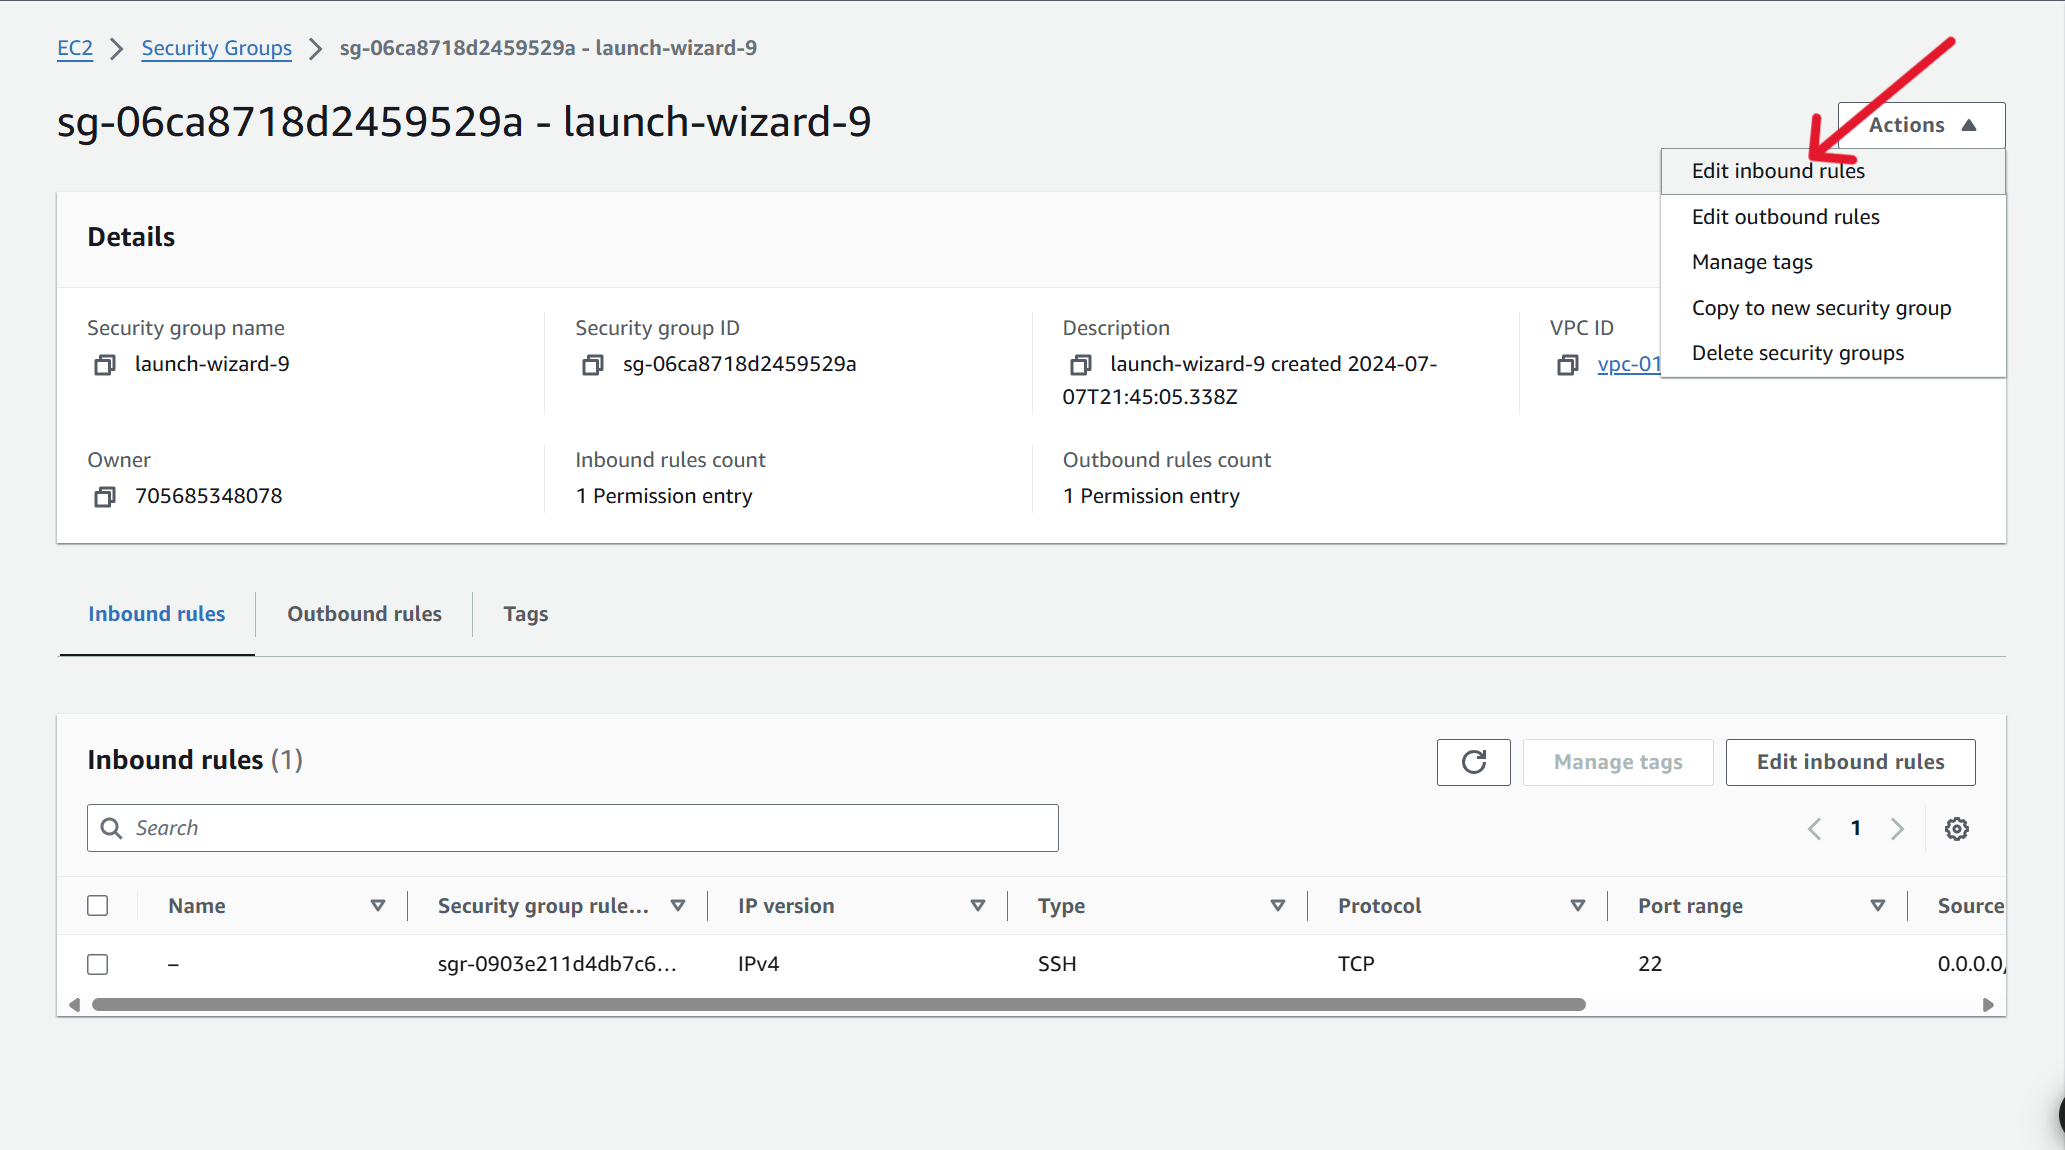 EC2 > Security Groups > sg-06ca8718d2459529a - launch-wizard-9
sg-06ca8718d2459529a - launch-wizard-9
Actions
Edit inbound rules
Edit outbound rules
Manage tags
Copy to new security group
Delete security groups
Details
Security group name
launch-wizard-9
Security group ID
sg-06ca8718d2459529a
Description
launch-wizard-9 created 2024-07-
07T21:45:05.338Z
VPC ID
vpc-01
Owner
705685348078
Inbound rules count
1 Permission entry
Outbound rules count
1 Permission entry
Inbound rules Outbound rules Tags
Inbound rules (1)
Manage tags
Edit inbound rules
Search
1
Name Security group rule... IP version Type Protocol Port range Source
– sgr-0903e211d4db7c6... IPv4 SSH TCP 22 0.0.0.0/